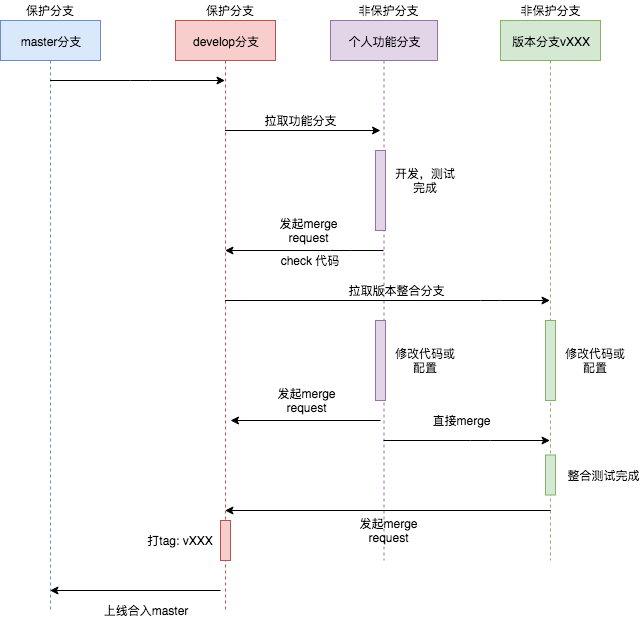 保护分支
保护分支
非保护分支
非保护分支
master分支
develop分支
个人功能分支
版本分支vXXX
拉取功能分支
开发，测试
完成
发起merge
request
check 代码
拉取版本整合分支
修改代码或
配置
修改代码或
配置
发起merge
request
直接merge
整合测试完成
发起merge
request
打tag: vXXX
上线合入master